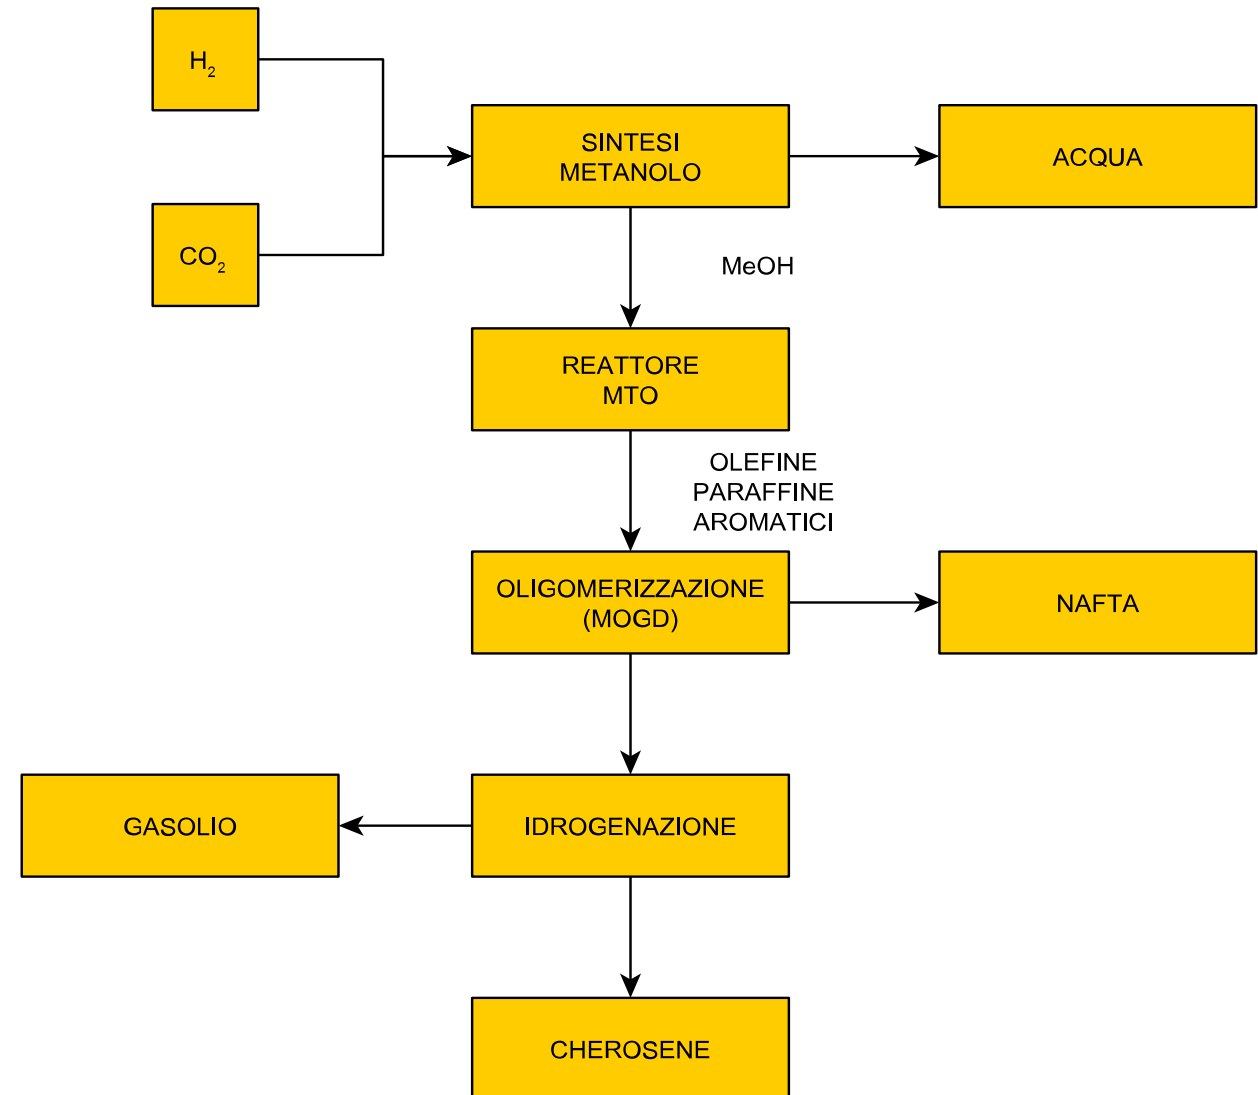 H₂
SINTESI
METANOLO
ACQUA
CO₂
MeOH
REATTORE
MTO
OLEFINE
PARAFFINE
AROMATICI
OLIGOMERIZZAZIONE
(MOGD)
NAFTA
GASOLIO
IDROGENAZIONE
CHEROSENE